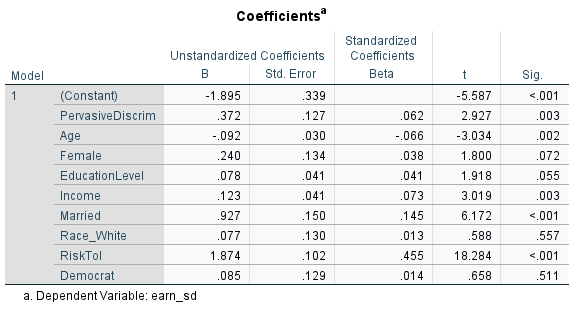 Coefficientsa
Unstandardized Coefficients Standardized Coefficients
Model B Std. Error Beta t Sig.
1 (Constant) -1.895 .339 -5.587 <.001
PervasiveDiscrim .372 .127 .062 2.927 .003
Age -.092 .030 -.066 -3.034 .002
Female .240 .134 .038 1.800 .072
EducationLevel .078 .041 .041 1.918 .055
Income .123 .041 .073 3.019 .003
Married .927 .150 .145 6.172 <.001
Race_White .077 .130 .013 .588 .557
RiskTol 1.874 .102 .455 18.284 <.001
Democrat .085 .129 .014 .658 .511
a. Dependent Variable: earn_sd